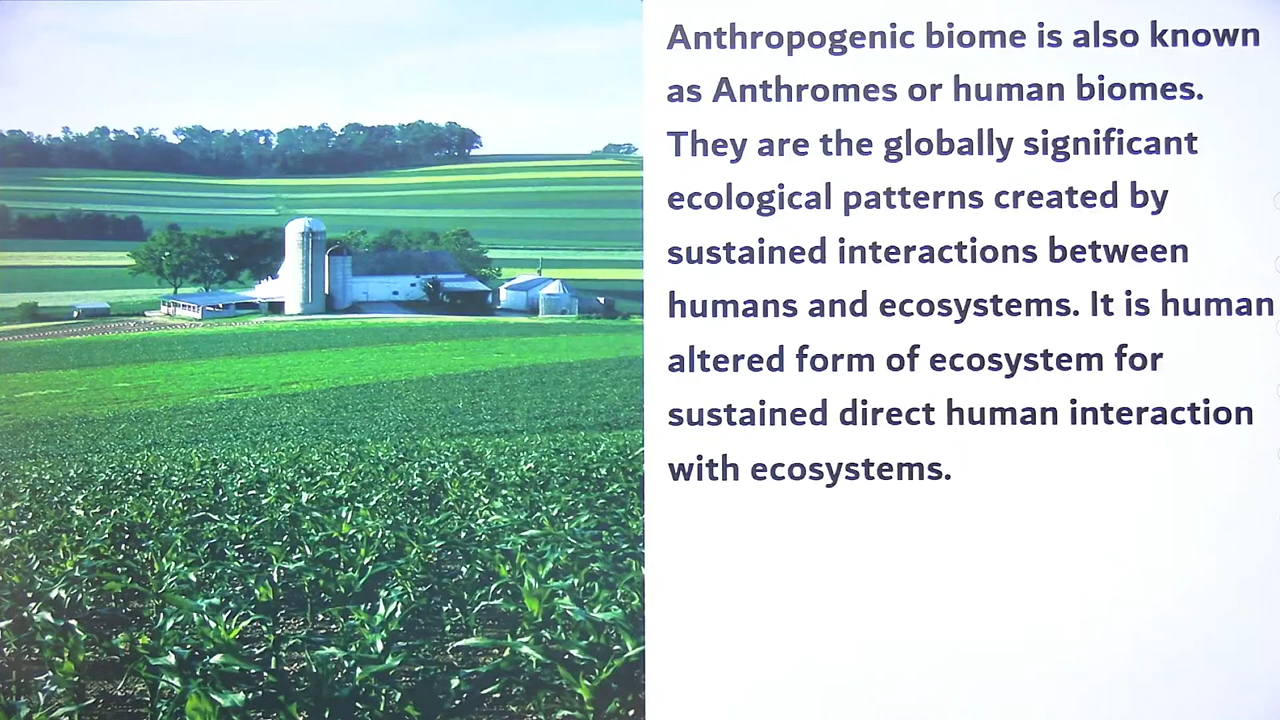 Anthropogenic biome is also known
as Anthromes or human biomes.
They are the globally significant
ecological patterns created by
sustained interactions between
humans and ecosystems. It is human
altered form of ecosystem for
sustained direct human interaction
with ecosystems.